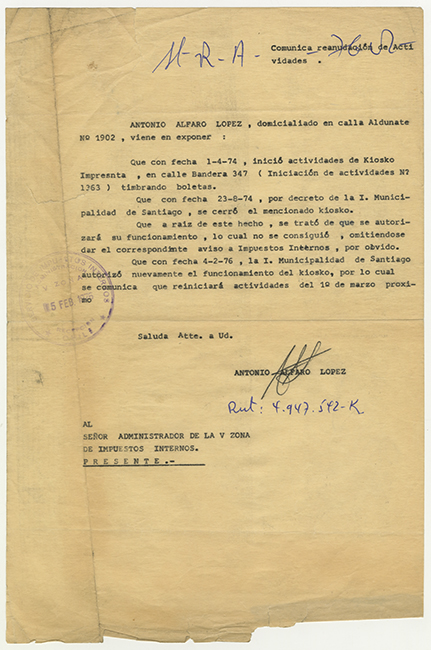 H-R-A-
Comunica reanudación de Acti
vidades .
ANTONIO ALFARO LOPEZ , domicialiado en calla Aldunate
Nº 1902 , viene en exponer :
Que con fecha 1-4-74 , inició actividades de Kiosko
Impresnta , en calle Bandera 347 ( Iniciación de actividades Nº
1263 ) timbrando boletas.
Que con fecha 23-8-74 , por decreto de la I. Munici-
palidad de Santiago , se cerró el mencionado kiosko.
Que a raiz de este hecho , se trató de que se autori-
zará su funcionamiento , lo cual no se consiguió , omitiendose
dar el correspondinte aviso a Impuestos Internos , por olvido.
Que con fecha 4-2-76 , la I. Municipalidad de Santiago
autorizó nuevamente el funcionamiento del kiosko, por lo cual
se comunica que reiniciará actividades del 1º de marzo proxi-
mo
5 FEB
Saluda Atte. a Ud.
ANTONIO ALFARO LOPEZ
Rut: 4.947.542-K
AL
SEÑOR ADMINISTRADOR DE LA V ZONA
DE IMPUESTOS INTERNOS.
P R E S E N T E .-